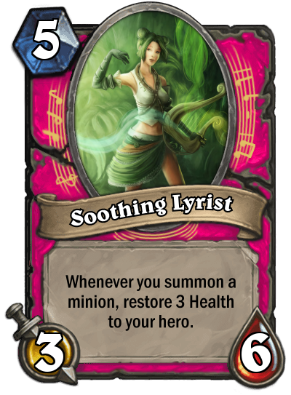 5
Soothing Lyrist
Whenever you summon a
minion, restore 3 Health
to your hero.
3
6